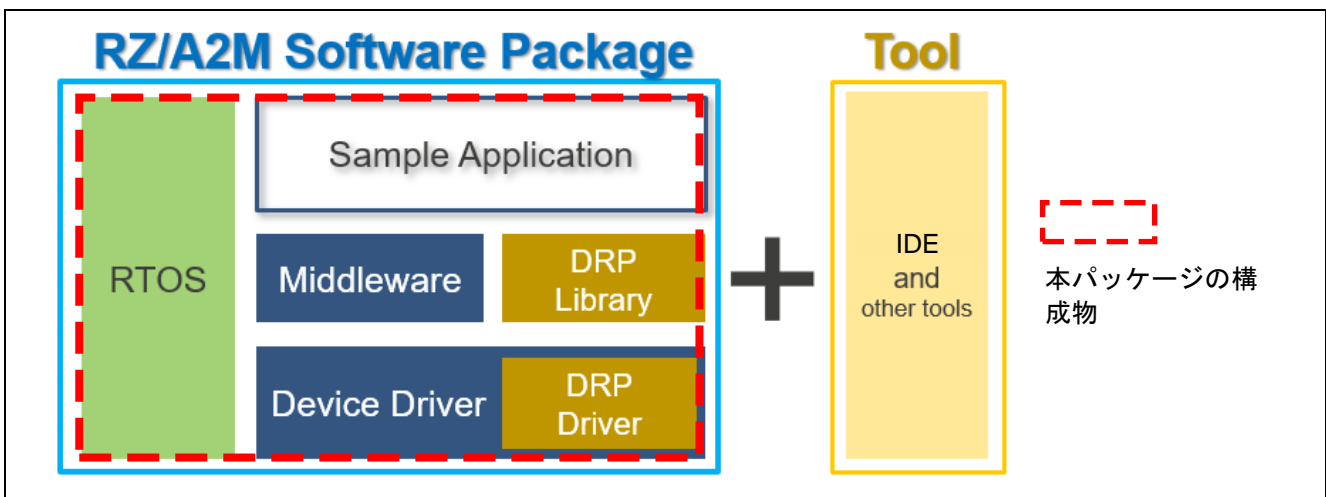 RZ/A2M Software Package
Tool
RTOS
Sample Application
Middleware
DRP
Library
Device Driver
DRP
Driver
+
IDE
and
other tools
本パッケージの構
成物